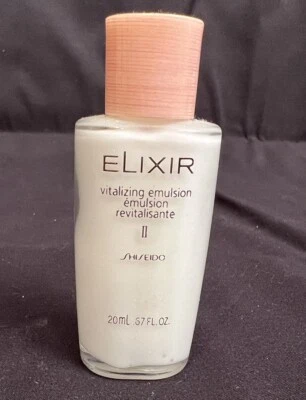 ELIXIR
vitalizing emulsion
émulsion
revitalisante
II
SHISEIDO
20mL .67 FL.OZ.